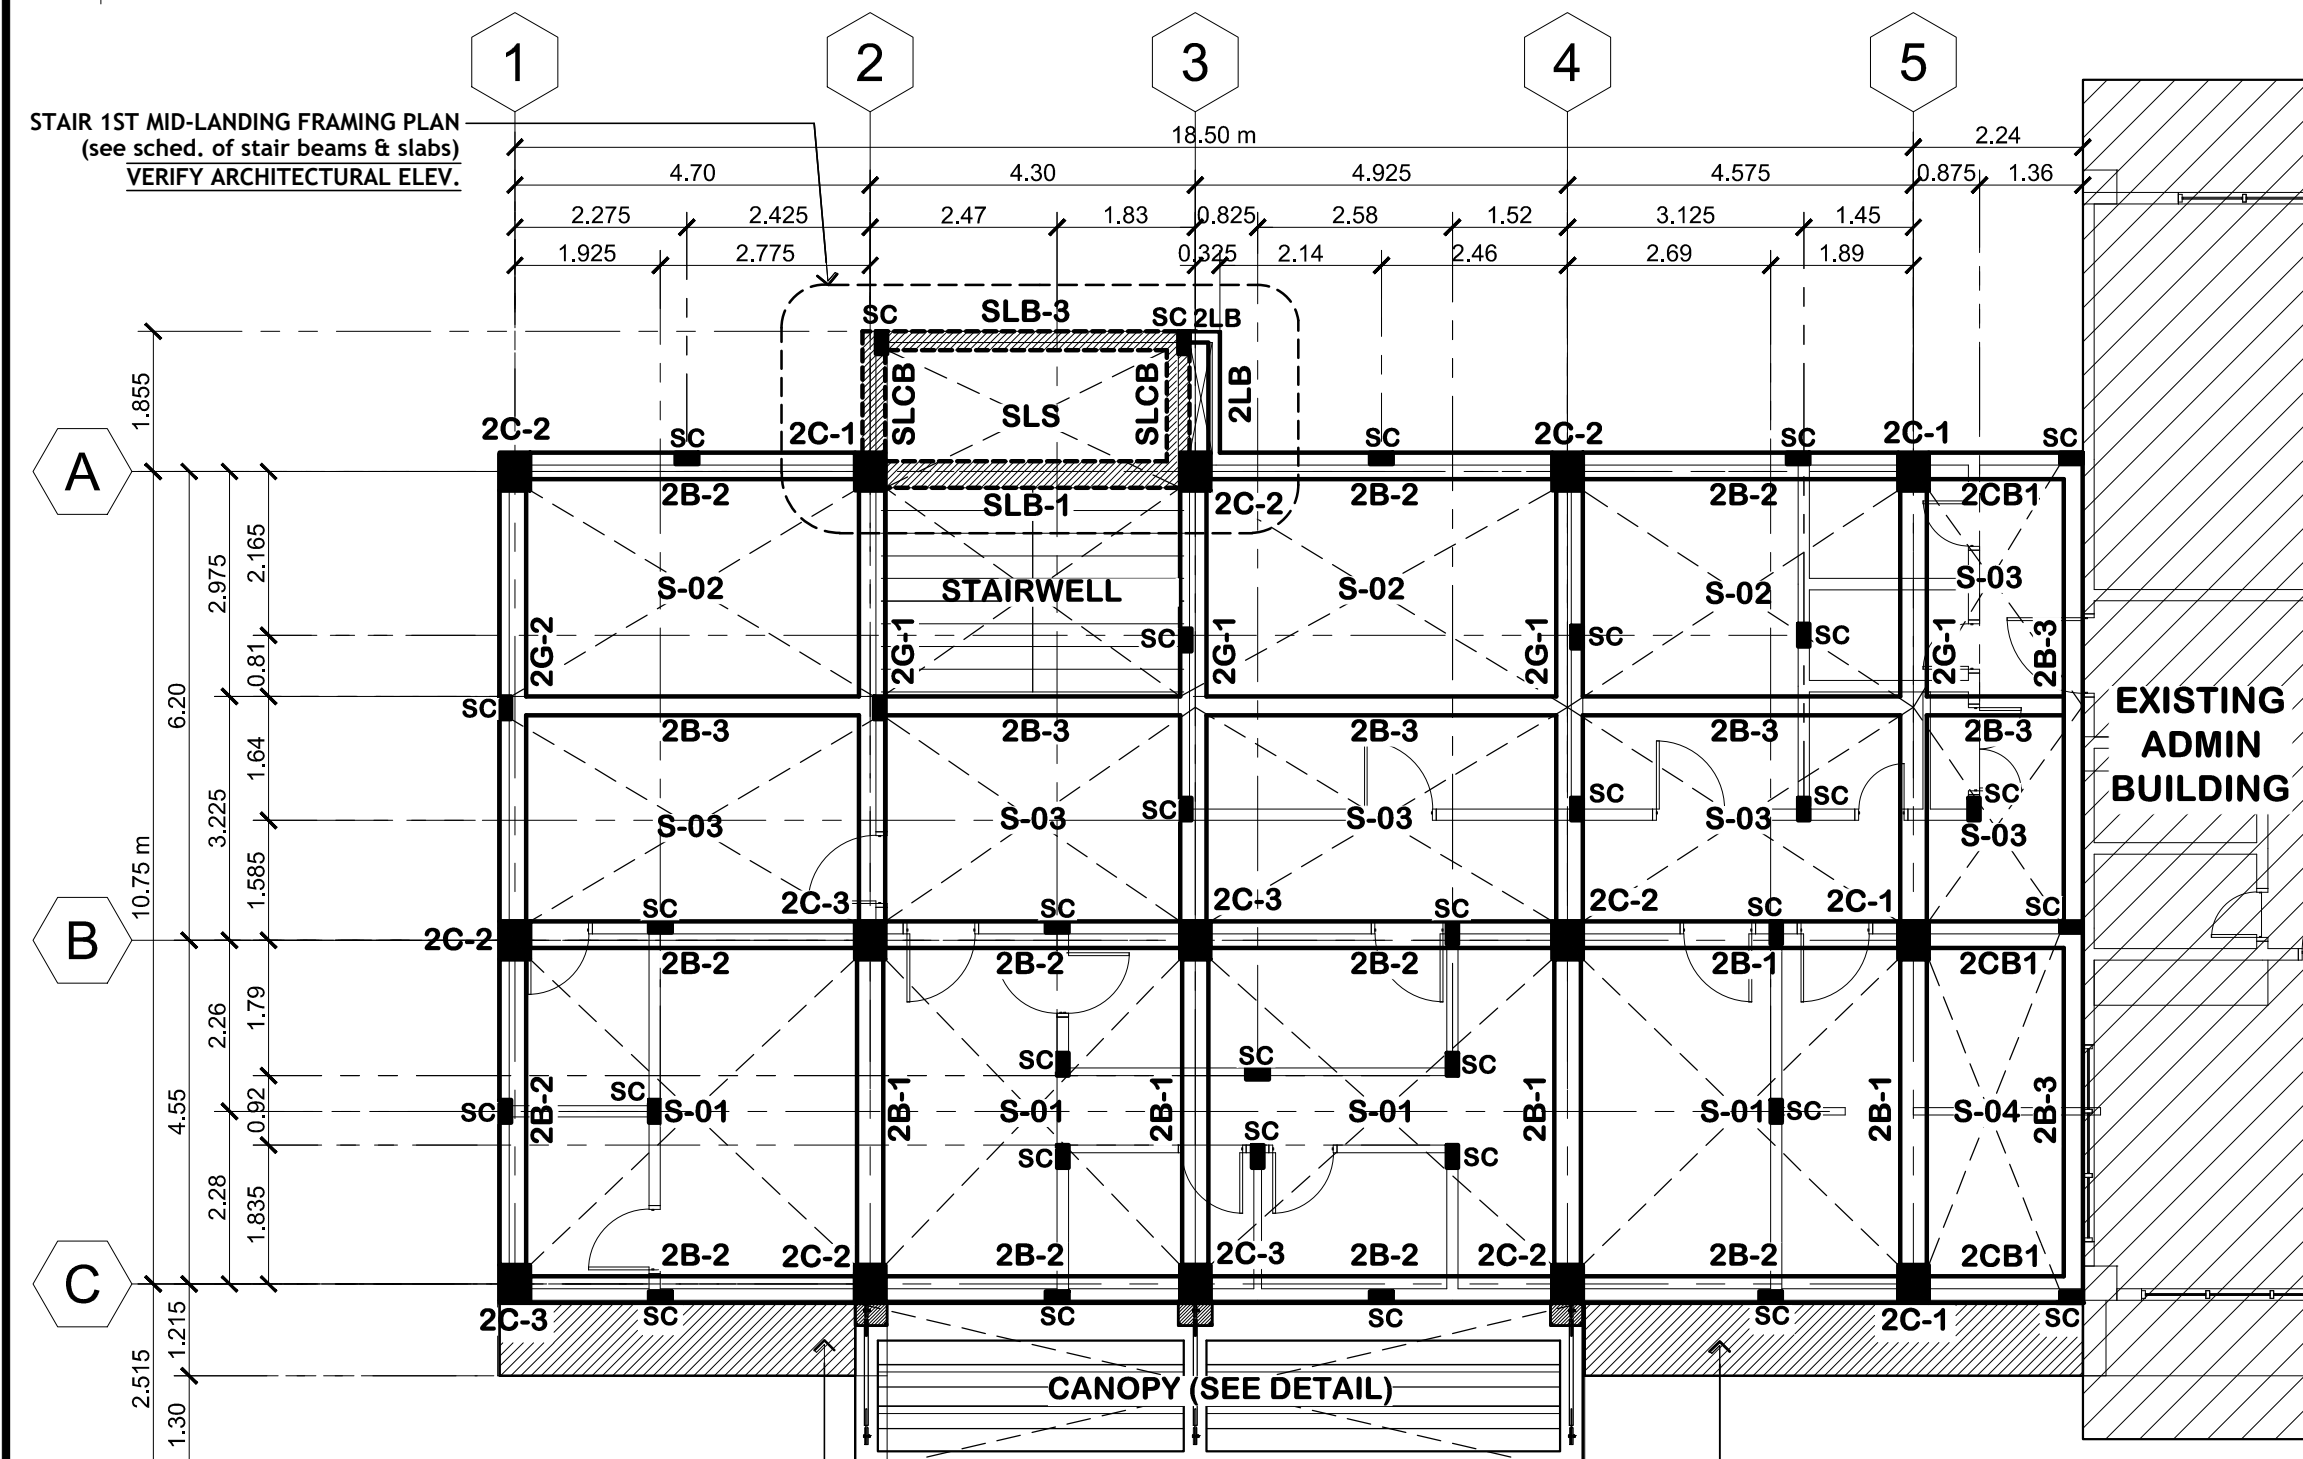 1
2
3
4
5
STAIR 1ST MID-LANDING FRAMING PLAN
(see sched. of stair beams & slabs)
VERIFY ARCHITECTURAL ELEV.
18.50 m
2.24
4.70
4.30
4.925
4.575
0.875
1.36
2.275
2.425
2.47
1.83
0.825
2.58
1.52
3.125
1.45
1.925
2.775
0.325
2.14
2.46
2.69
1.89
SC
SLB-3
SC
2LB
1.855
SLCB
SLS
SLCB
2LB
A
2C-2
SC
2C-1
SC
2C-2
SC
2C-1
SC
2B-2
SLB-1
2C-2
2B-2
2B-2
2CB1
2.165
2.975
S-02
STAIRWELL
S-02
S-02
S-03
SC
SC
SC
2G-2
2G-1
2G-1
2G-1
2G-1
2B-3
0.81
6.20
SC
2B-3
2B-3
2B-3
2B-3
2B-3
EXISTING
ADMIN
BUILDING
1.64
3.225
10.75 m
SC
SC
SC
SC
S-03
S-03
S-03
S-03
S-03
1.585
B
2C-2
SC
2C-3
SC
2C-3
SC
2C-2
SC
2C-1
SC
2B-2
2B-2
2B-2
2B-1
2CB1
1.79
2.26
SC
SC
SC
SC
SC
S-01
S-01
S-01
S-01
SC
S-04
2B-2
2B-1
2B-1
2B-1
2B-1
2B-3
0.92
4.55
SC
SC
SC
1.835
2.28
C
2B-2
2C-2
2B-2
2C-3
2B-2
2C-2
2B-2
2CB1
2C-3
SC
SC
SC
SC
2C-1
SC
1.215
2.515
1.30
CANOPY (SEE DETAIL)